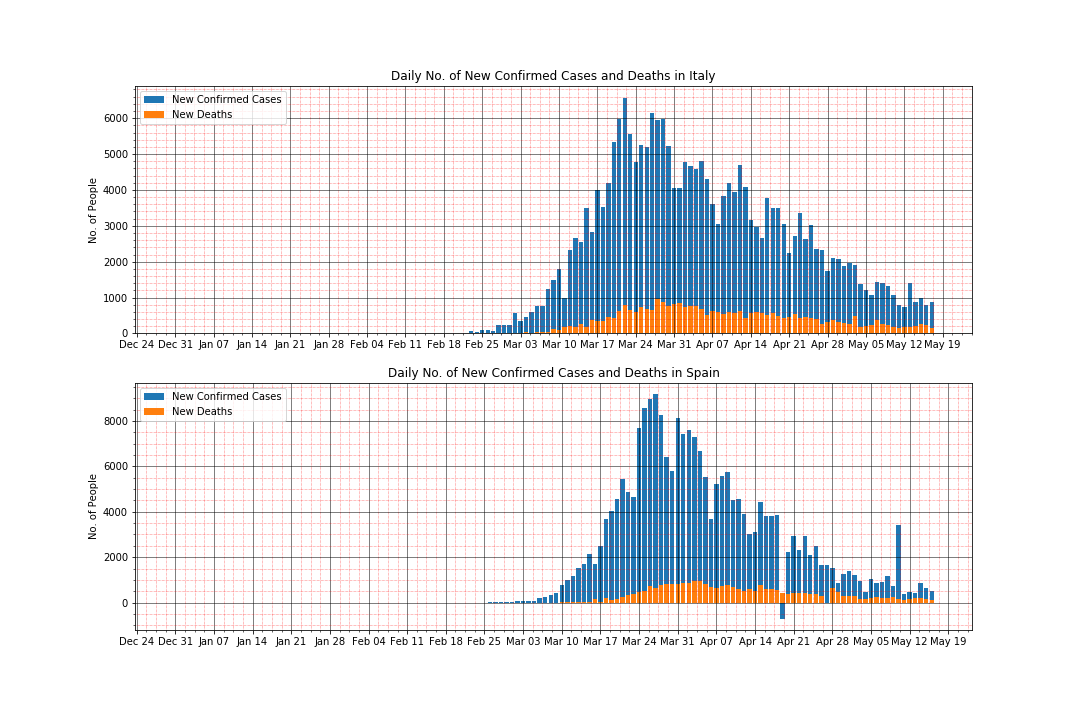 Daily No. of New Confirmed Cases and Deaths in Italy
New Confirmed Cases
New Deaths
No. of People
6000
5000
4000
3000
2000
1000
0
Dec 24 Dec 31 Jan 07 Jan 14 Jan 21 Jan 28 Feb 04 Feb 11 Feb 18 Feb 25 Mar 03 Mar 10 Mar 17 Mar 24 Mar 31 Apr 07 Apr 14 Apr 21 Apr 28 May 05 May 12 May 19
Daily No. of New Confirmed Cases and Deaths in Spain
New Confirmed Cases
New Deaths
No. of People
8000
6000
4000
2000
0
Dec 24 Dec 31 Jan 07 Jan 14 Jan 21 Jan 28 Feb 04 Feb 11 Feb 18 Feb 25 Mar 03 Mar 10 Mar 17 Mar 24 Mar 31 Apr 07 Apr 14 Apr 21 Apr 28 May 05 May 12 May 19